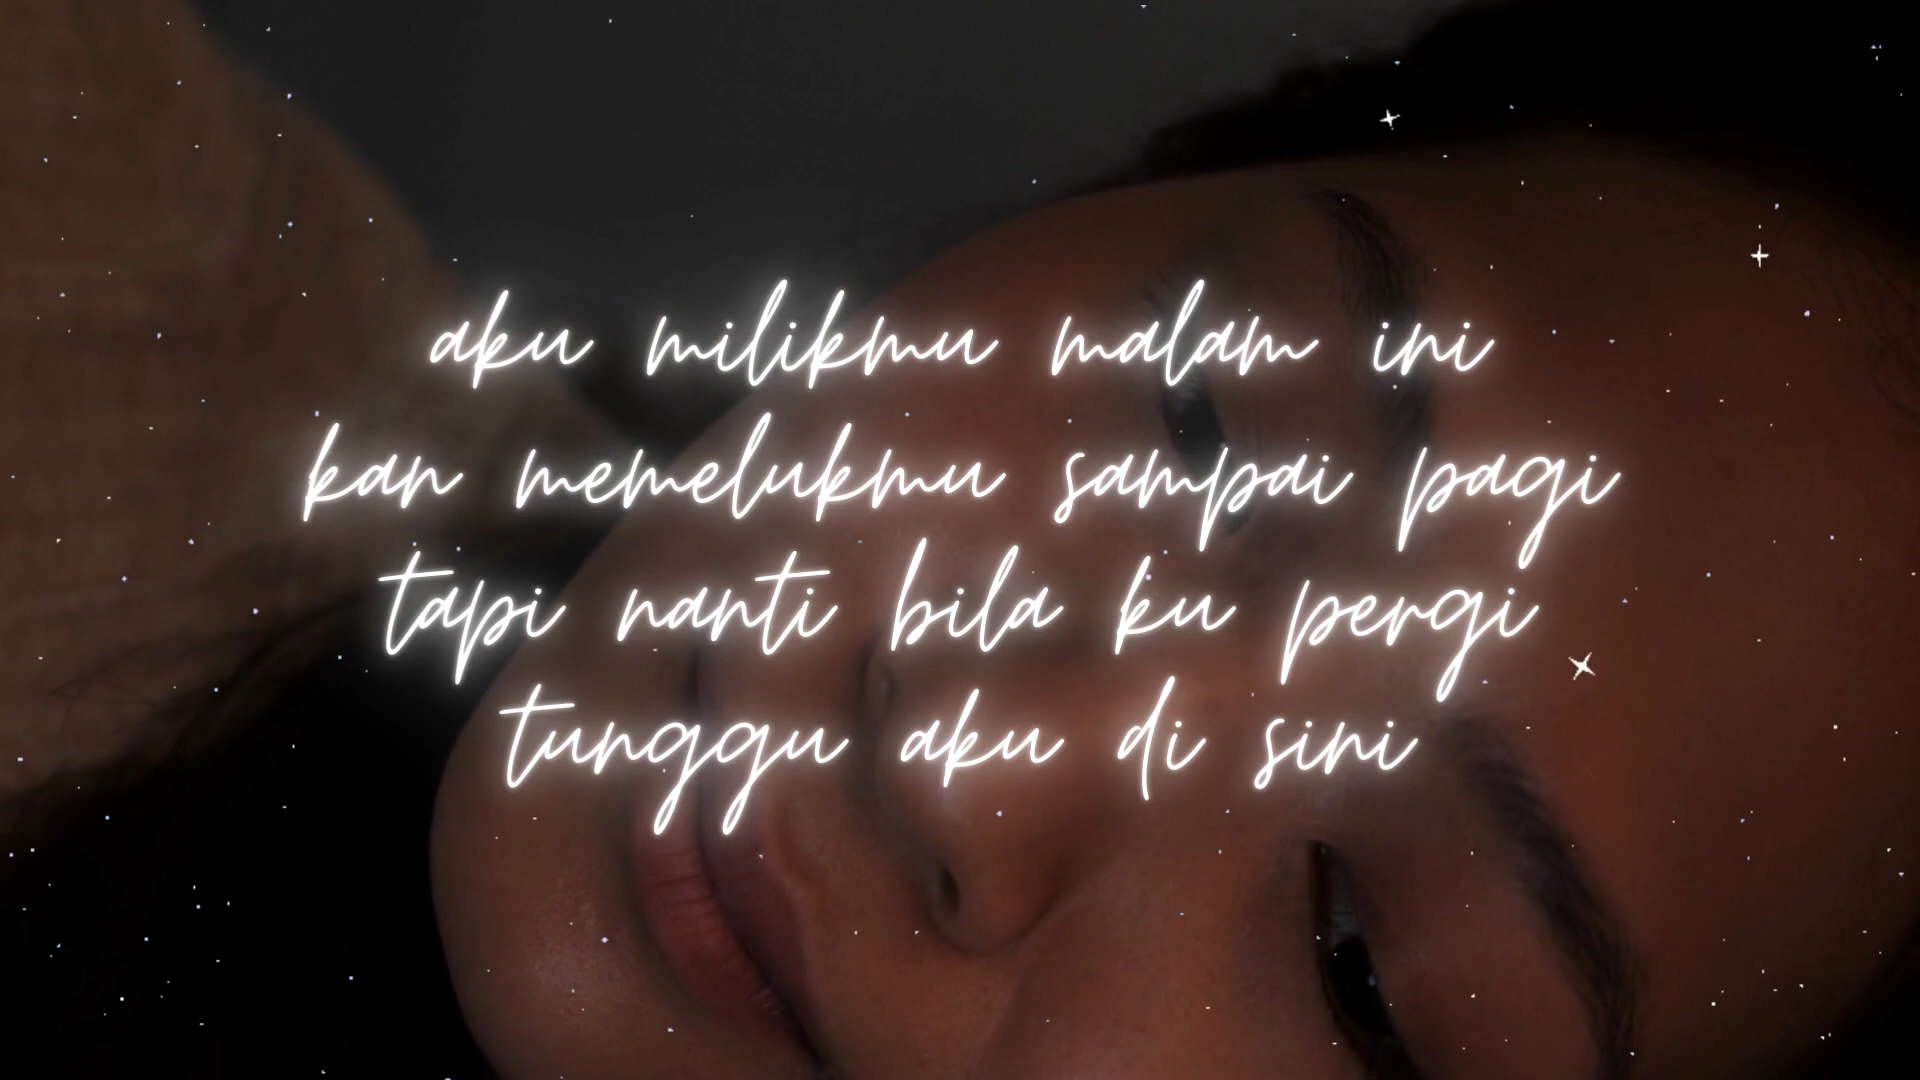 aku milikmu malam ini
kan memelukmu sampai pagi
tapi nanti bila ku pergi
tunggu aku di sini